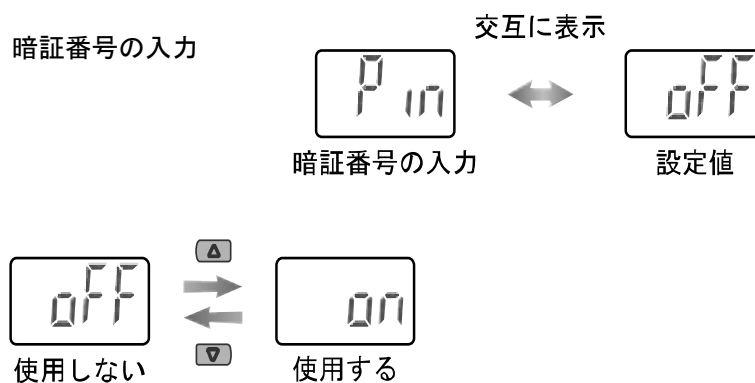 交互に表示
暗証番号の入力
Pin
oFF
暗証番号の入力
設定値
oFF
on
使用しない
使用する